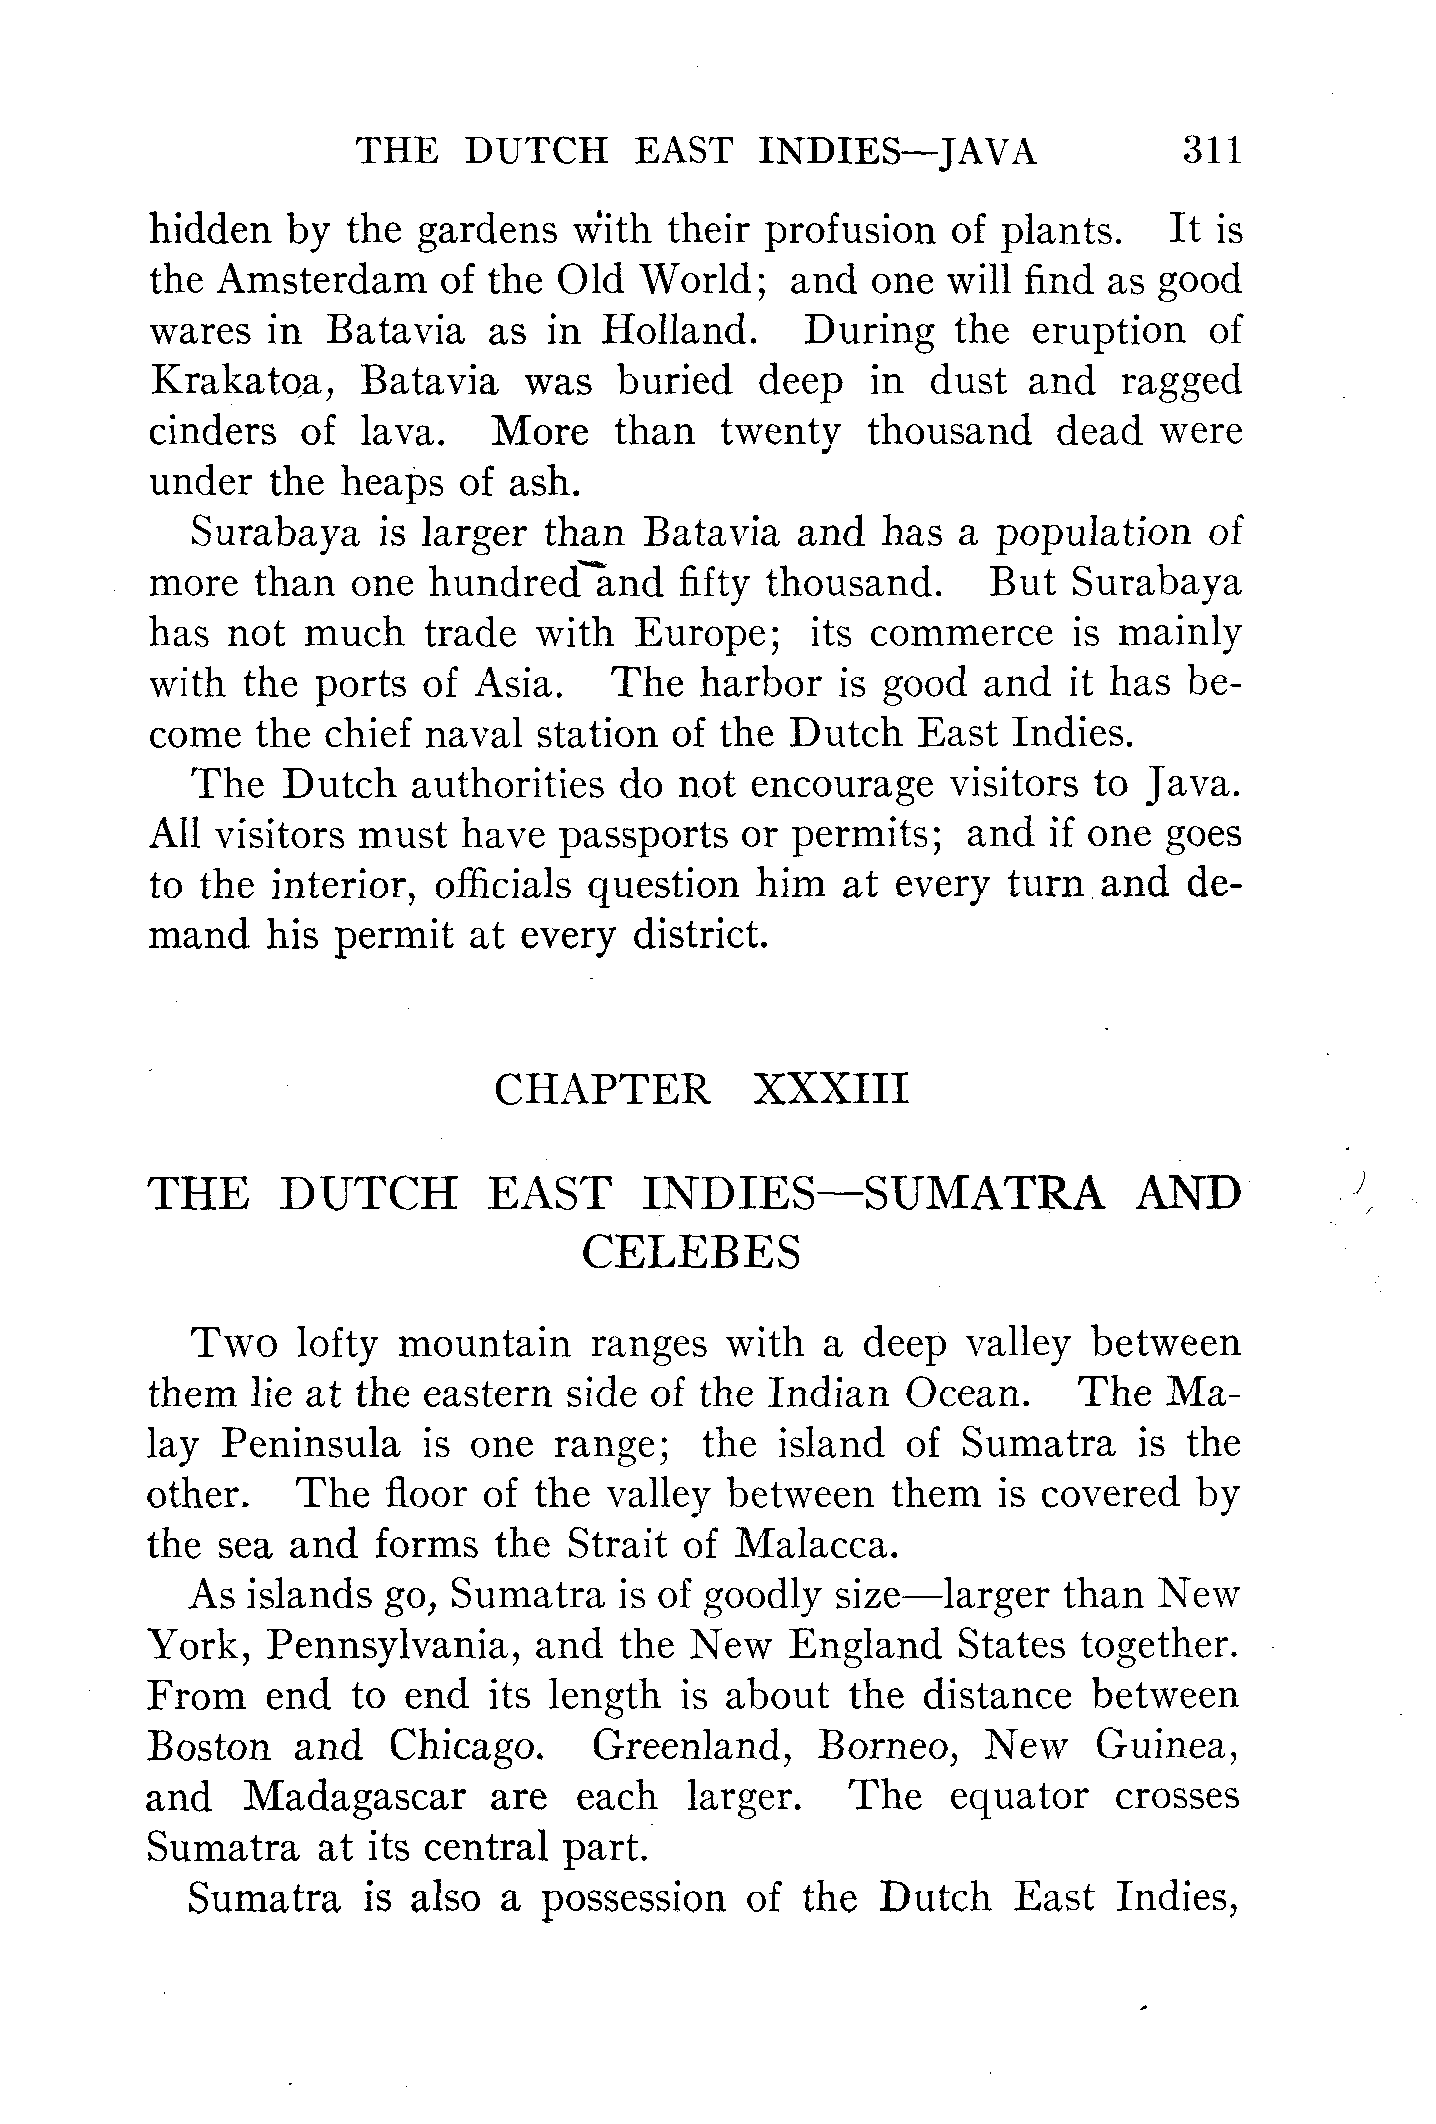 THE DUTCH EAST INDIES—JAVA 311
hidden by the gardens with their profusion of plants. It is
the Amsterdam of the Old World; and one will find as good
wares in Batavia as in Holland. During the eruption of
Krakatoa, Batavia was buried deep in dust and ragged
cinders of lava. More than twenty thousand dead were
under the heaps of ash.
Surabaya is larger than Batavia and has a population of
more than one hundred and fifty thousand. But Surabaya
has not much trade with Europe; its commerce is mainly
with the ports of Asia. The harbor is good and it has be-
come the chief naval station of the Dutch East Indies.
The Dutch authorities do not encourage visitors to Java.
All visitors must have passports or permits; and if one goes
to the interior, officials question him at every turn and de-
mand his permit at every district.
CHAPTER XXXIII
THE DUTCH EAST INDIES—SUMATRA AND
CELEBES
Two lofty mountain ranges with a deep valley between
them lie at the eastern side of the Indian Ocean. The Ma-
lay Peninsula is one range; the island of Sumatra is the
other. The floor of the valley between them is covered by
the sea and forms the Strait of Malacca.
As islands go, Sumatra is of goodly size—larger than New
York, Pennsylvania, and the New England States together.
From end to end its length is about the distance between
Boston and Chicago. Greenland, Borneo, New Guinea,
and Madagascar are each larger. The equator crosses
Sumatra at its central part.
Sumatra is also a possession of the Dutch East Indies,